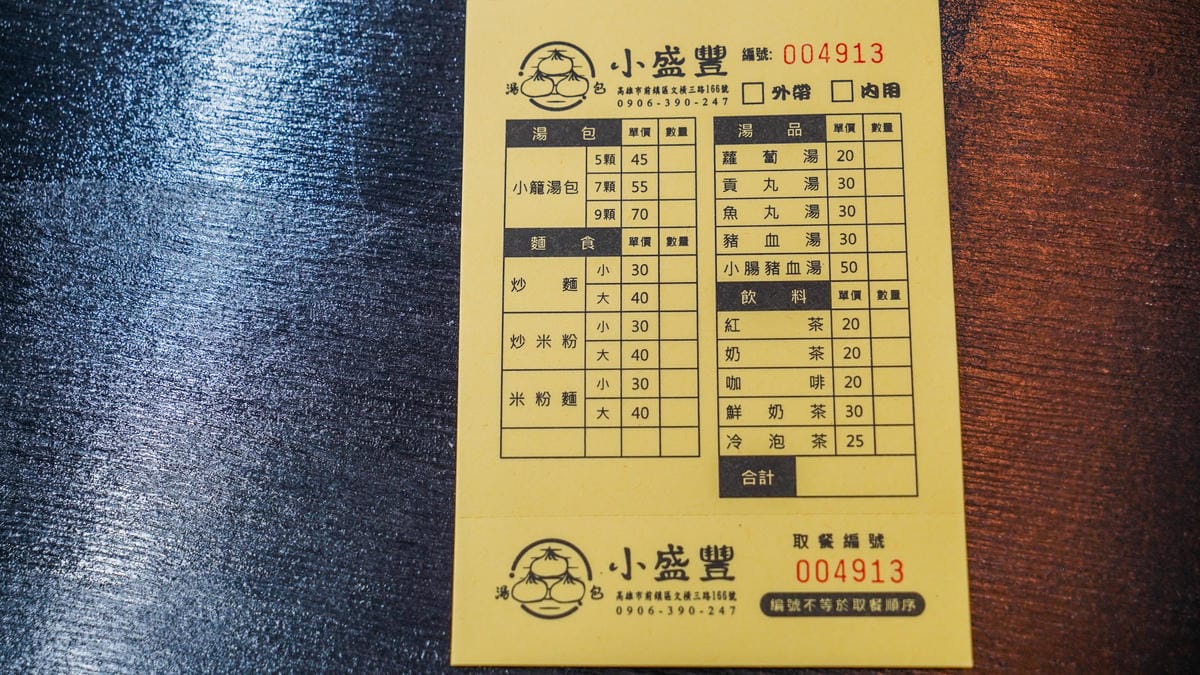 湯 包
小盛豐 編號: 004913
高雄市前鎮區文橫三路166號
0906-390-247
□ 外帶 □ 內用
湯 包 單價 數量
小籠湯包
5顆 45
7顆 55
9顆 70
麵 食 單價 數量
炒 麵
小 30
大 40
炒 米 粉
小 30
大 40
米 粉 麵
小 30
大 40
湯 品 單價 數量
蘿 蔔 湯 20
貢 丸 湯 30
魚 丸 湯 30
豬 血 湯 30
小腸豬血湯 50
飲 料 單價 數量
紅 茶 20
奶 茶 20
咖 啡 20
鮮 奶 茶 30
冷 泡 茶 25
合計
湯 包
小盛豐
高雄市前鎮區文橫三路166號
0906-390-247
取餐編號
004913
編號不等於取餐順序